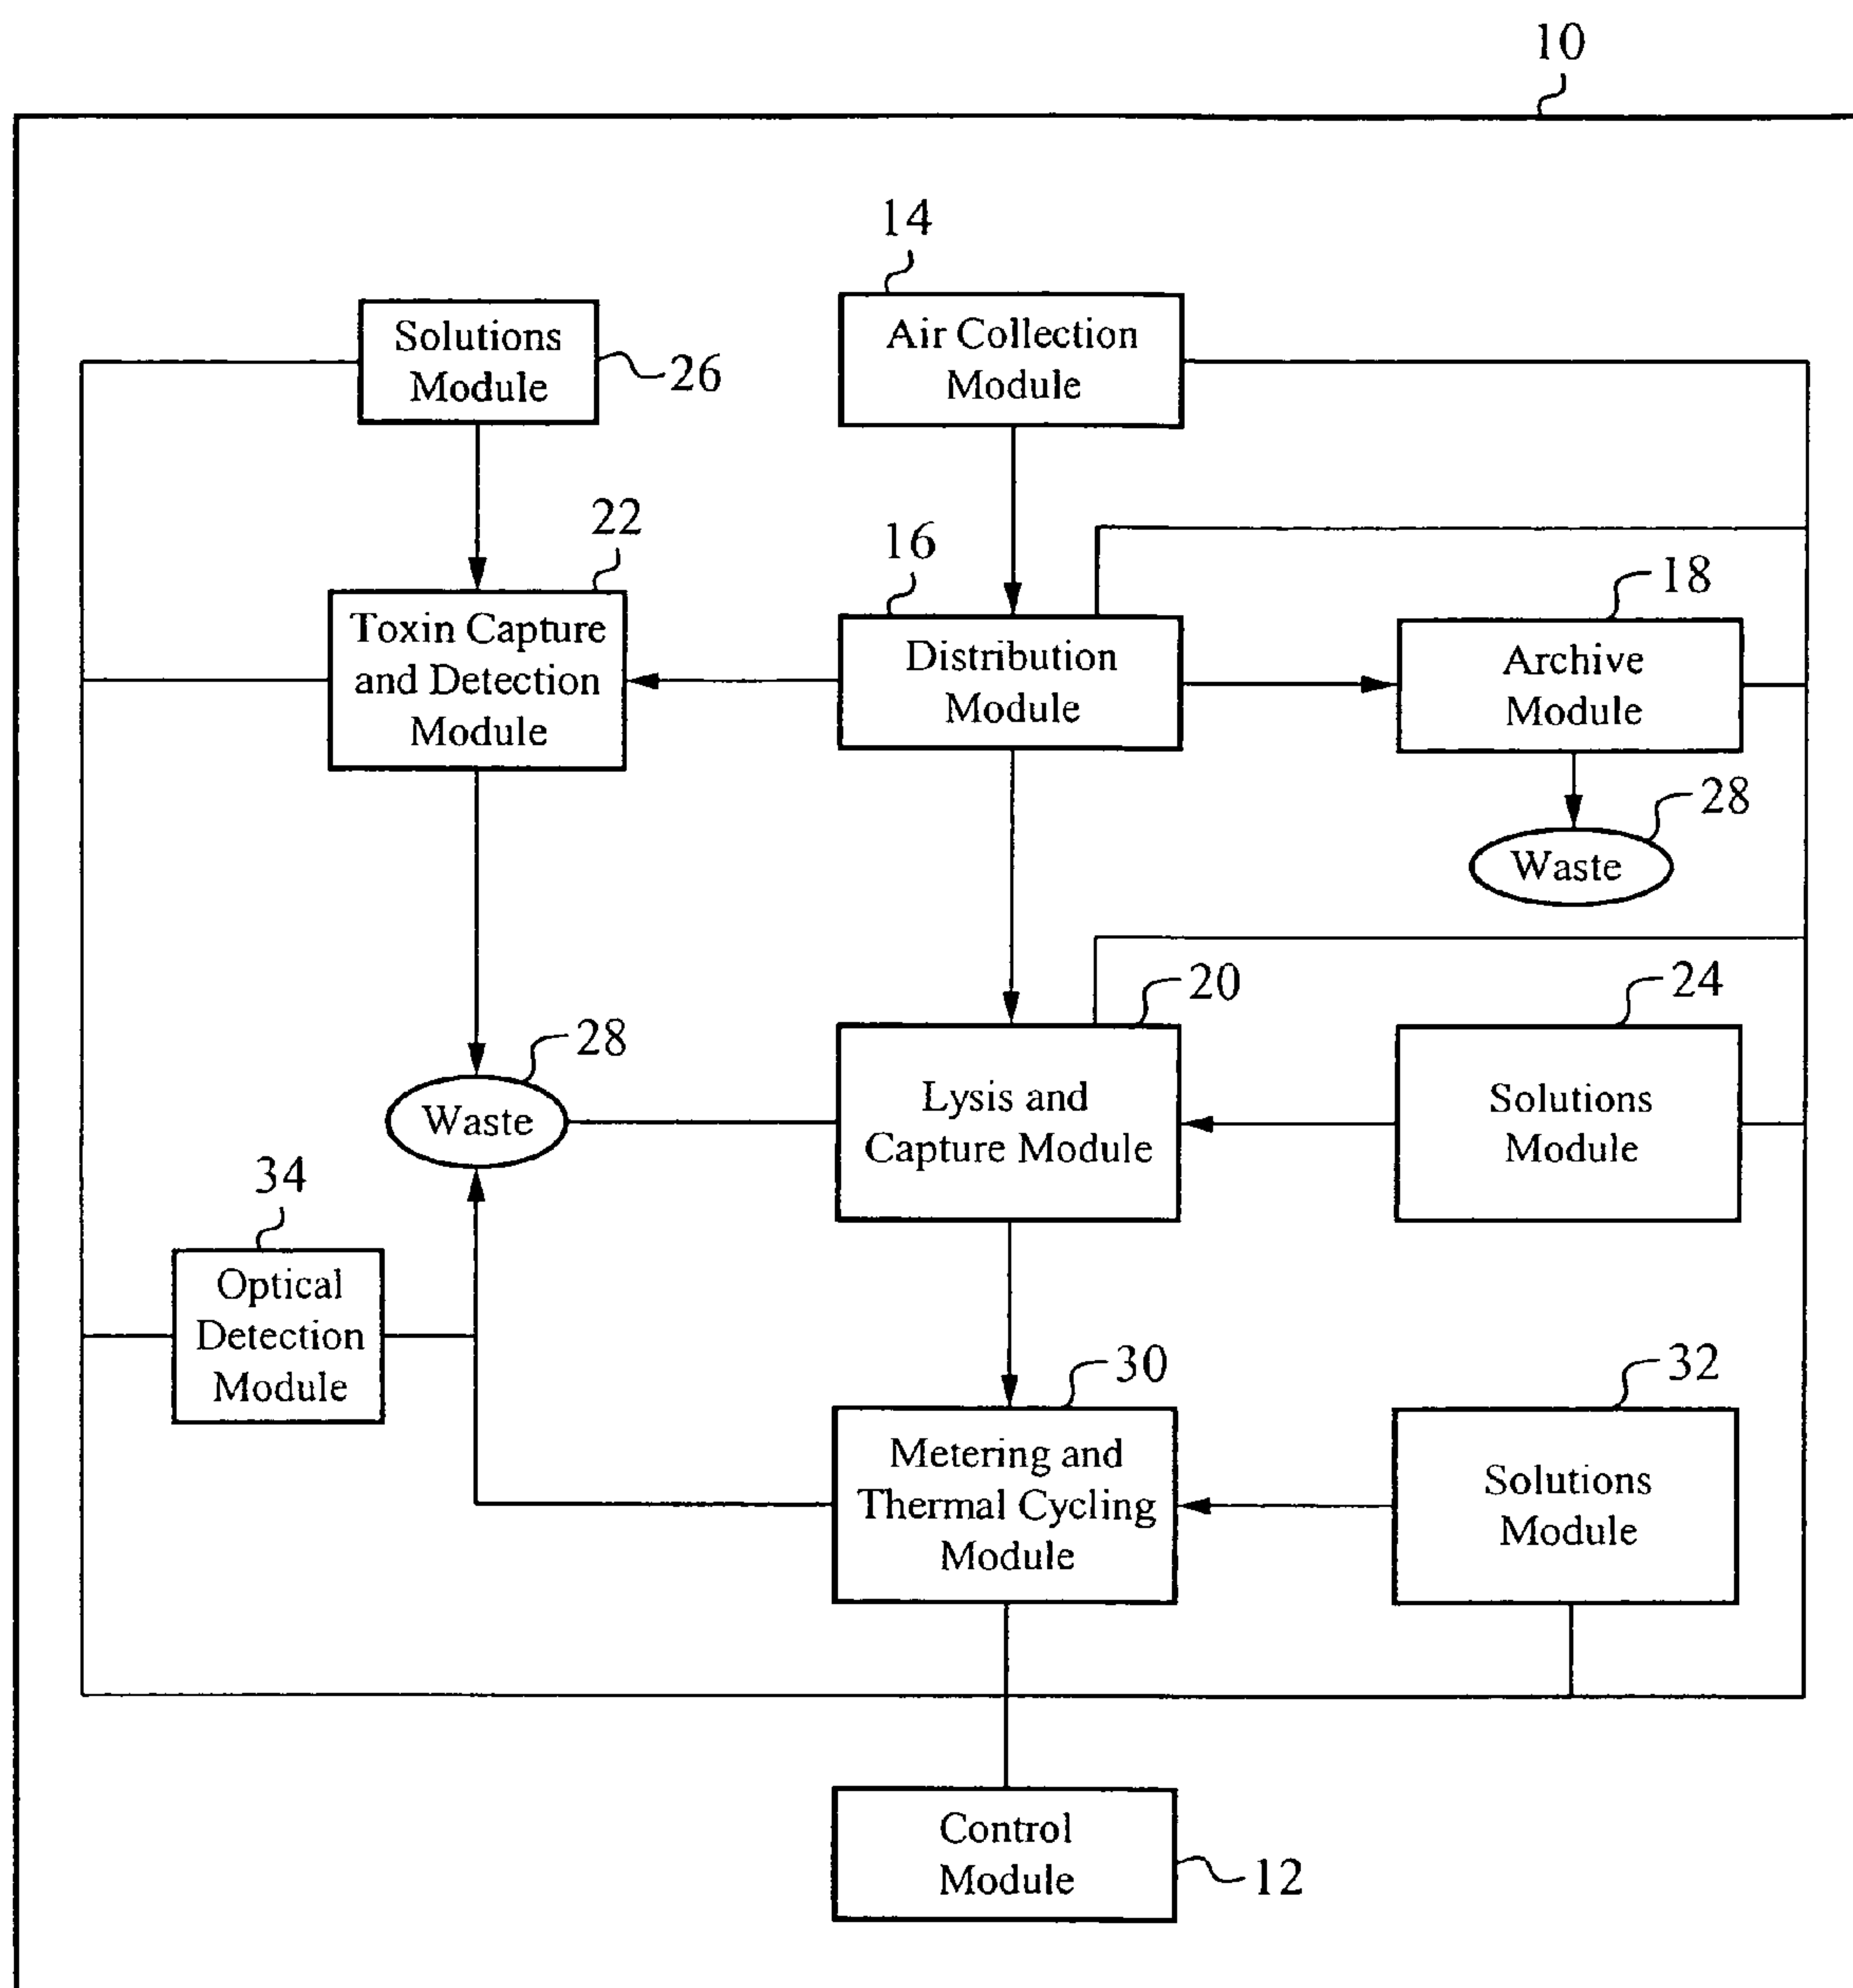 10
14
Solutions
Module
26
Air Collection
Module
22
16
18
Toxin Capture
and Detection
Module
Distribution
Module
Archive
Module
28
Waste
20
24
28
Waste
Lysis and
Capture Module
Solutions
Module
34
Optical
Detection
Module
30
32
Metering and
Thermal Cycling
Module
Solutions
Module
Control
Module
12